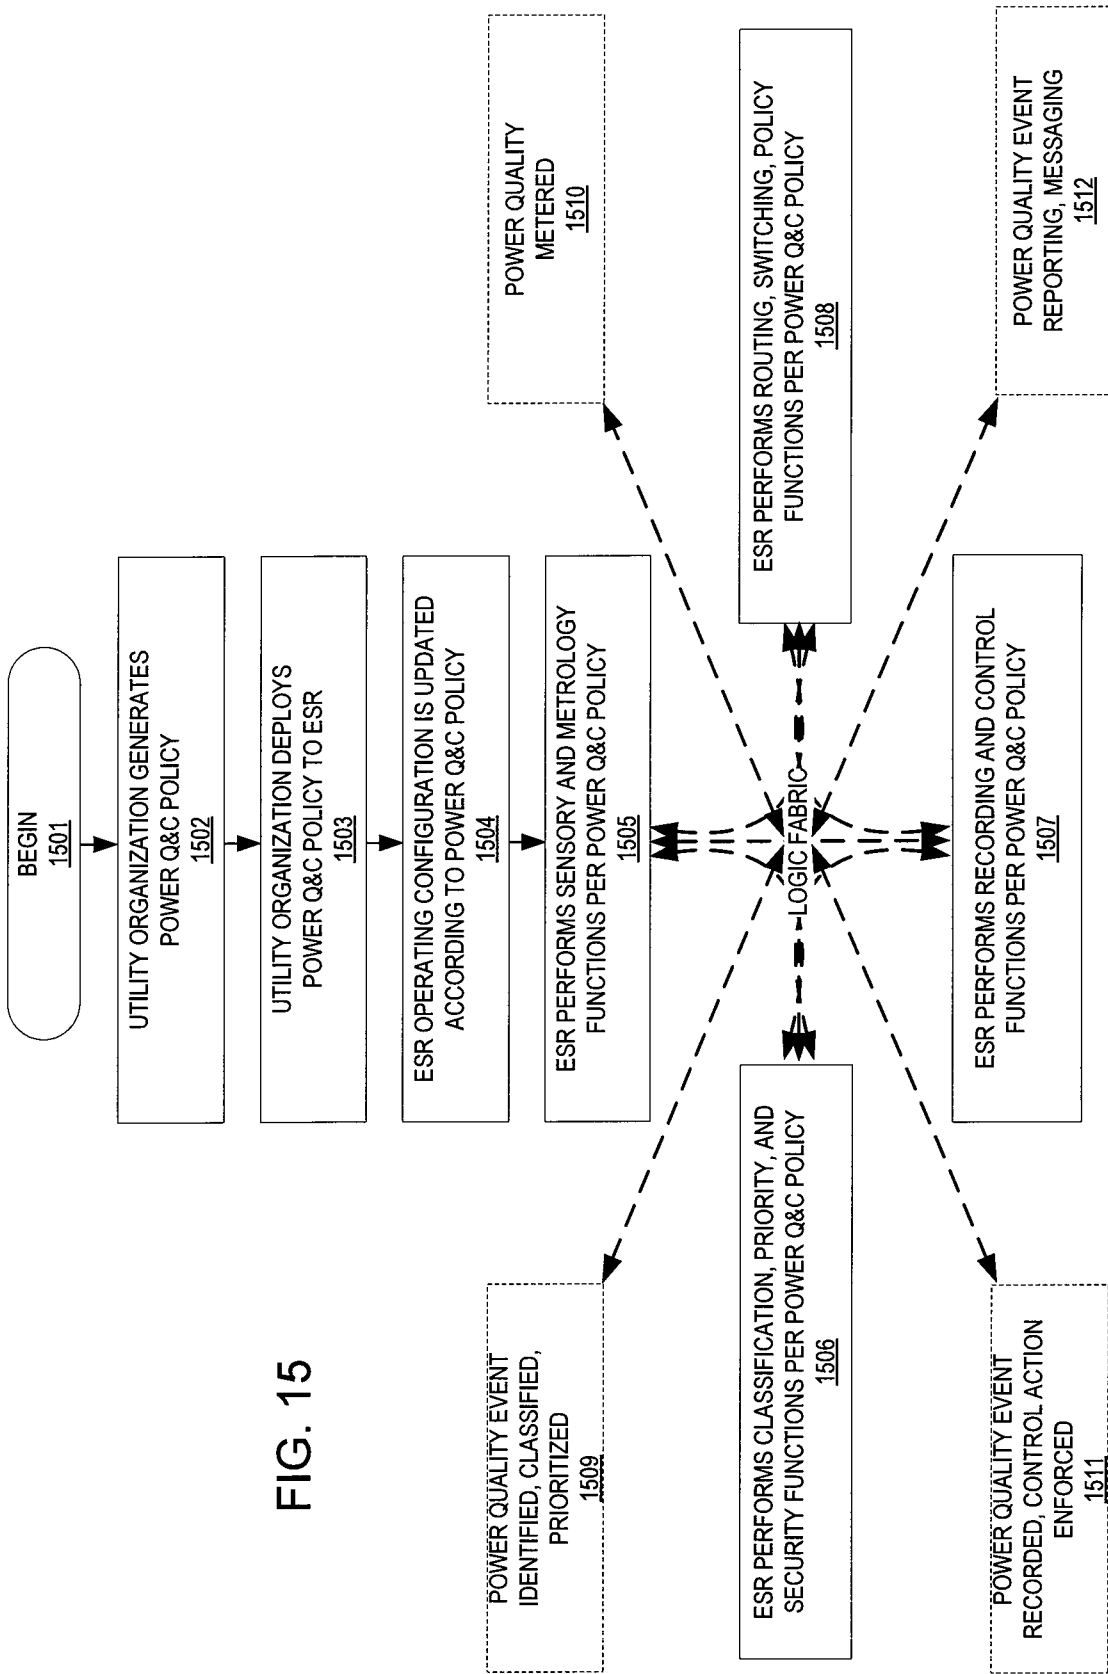 BEGIN
1501
UTILITY ORGANIZATION GENERATES
POWER Q&C POLICY
1502
UTILITY ORGANIZATION DEPLOYS
POWER Q&C POLICY TO ESR
1503
ESR OPERATING CONFIGURATION IS UPDATED
ACCORDING TO POWER Q&C POLICY
1504
ESR PERFORMS SENSORY AND METROLOGY
FUNCTIONS PER POWER Q&C POLICY
1505
FIG. 15
POWER QUALITY EVENT
IDENTIFIED, CLASSIFIED,
PRIORITIZED
1509
POWER QUALITY
METERED
1510
ESR PERFORMS CLASSIFICATION, PRIORITY, AND
SECURITY FUNCTIONS PER POWER Q&C POLICY
1506
LOGIC FABRIC
ESR PERFORMS ROUTING, SWITCHING, POLICY
FUNCTIONS PER POWER Q&C POLICY
1508
POWER QUALITY EVENT
RECORDED, CONTROL ACTION
ENFORCED
1511
ESR PERFORMS RECORDING AND CONTROL
FUNCTIONS PER POWER Q&C POLICY
1507
POWER QUALITY EVENT
REPORTING, MESSAGING
1512